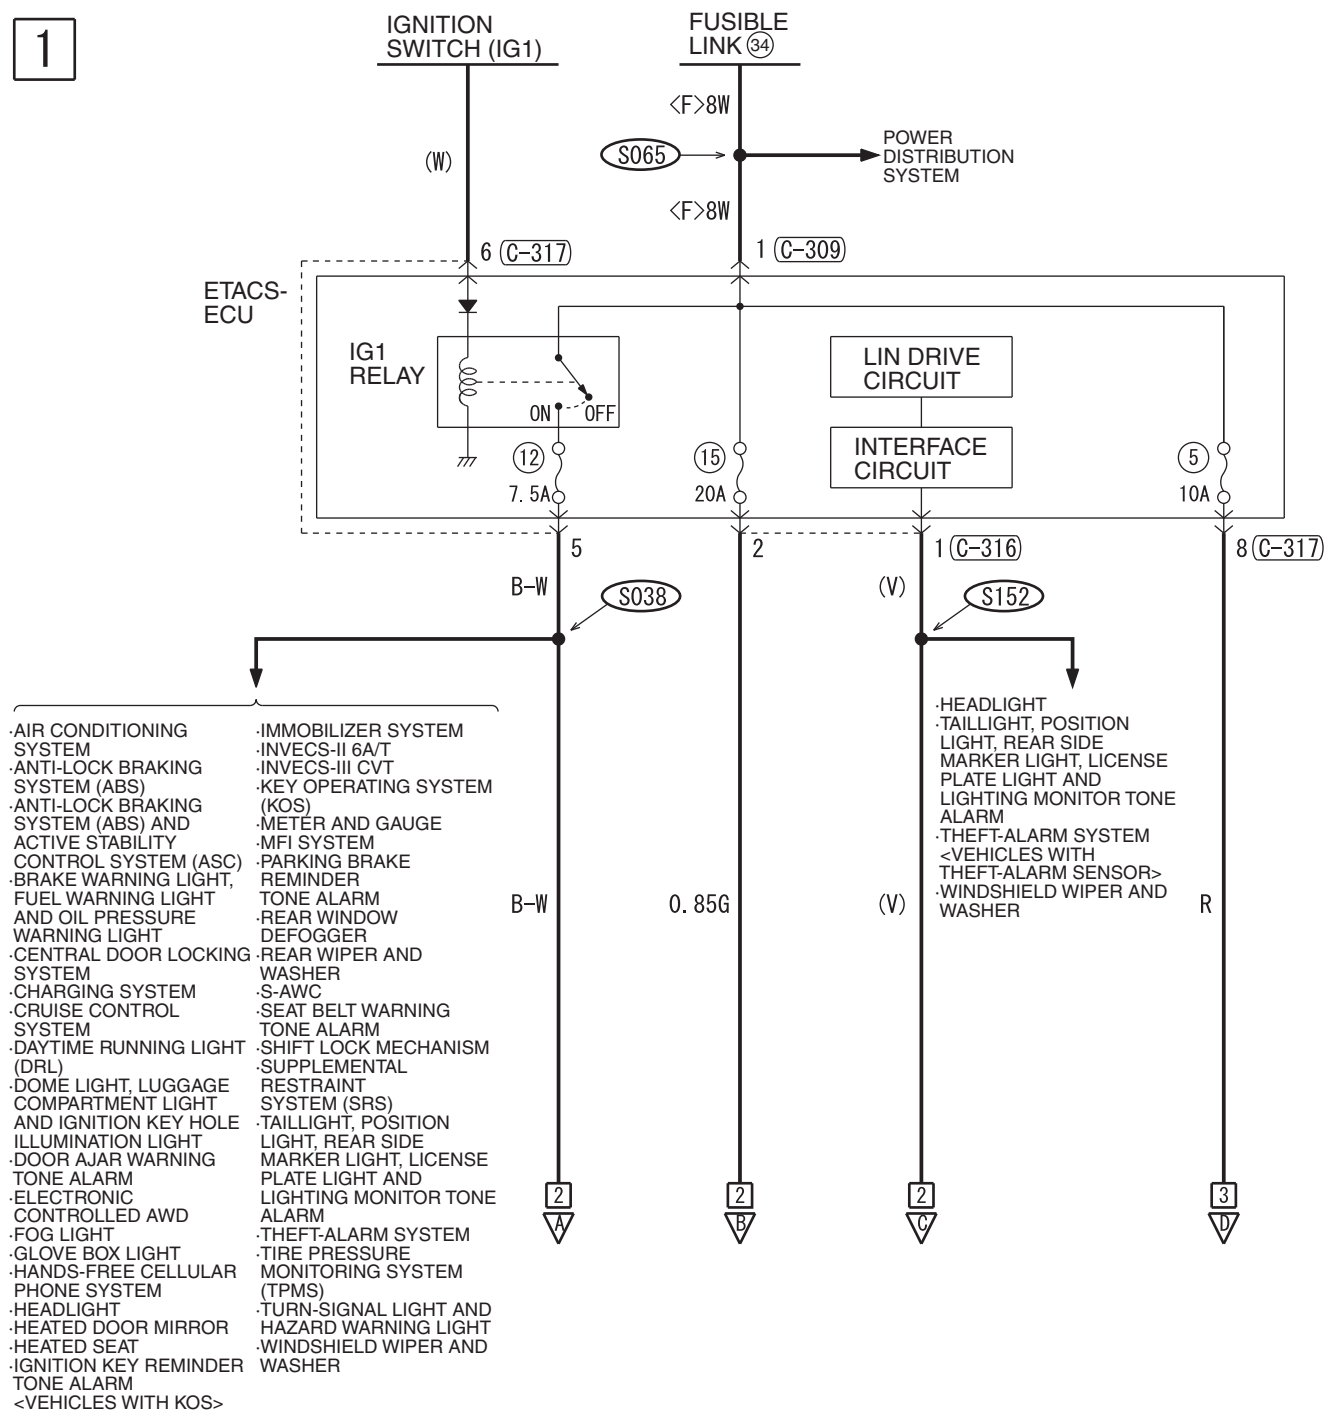 1
IGNITION
SWITCH (IG1)
FUSIBLE
LINK 34
<F>8W
(W)
S065
POWER
DISTRIBUTION
SYSTEM
<F>8W
6 C-317
1 C-309
ETACS-
ECU
IG1
RELAY
ON OFF
LIN DRIVE
CIRCUIT
INTERFACE
CIRCUIT
12
7. 5A
15
20A
5
10A
5
2
1 C-316
8 C-317
B-W
S038
(V)
S152
·AIR CONDITIONING
SYSTEM
·ANTI-LOCK BRAKING
SYSTEM (ABS)
·ANTI-LOCK BRAKING
SYSTEM (ABS) AND
ACTIVE STABILITY
CONTROL SYSTEM (ASC)
·BRAKE WARNING LIGHT,
FUEL WARNING LIGHT
AND OIL PRESSURE
WARNING LIGHT
·CENTRAL DOOR LOCKING
SYSTEM
·CHARGING SYSTEM
·CRUISE CONTROL
SYSTEM
·DAYTIME RUNNING LIGHT
(DRL)
·DOME LIGHT, LUGGAGE
COMPARTMENT LIGHT
AND IGNITION KEY HOLE
ILLUMINATION LIGHT
·DOOR AJAR WARNING
TONE ALARM
·ELECTRONIC
CONTROLLED AWD
·FOG LIGHT
·GLOVE BOX LIGHT
·HANDS-FREE CELLULAR
PHONE SYSTEM
·HEADLIGHT
·HEATED DOOR MIRROR
·HEATED SEAT
·IGNITION KEY REMINDER
TONE ALARM
<VEHICLES WITH KOS>
·IMMOBILIZER SYSTEM
·INVECS-II 6A/T
·INVECS-III CVT
·KEY OPERATING SYSTEM
(KOS)
·METER AND GAUGE
·MFI SYSTEM
·PARKING BRAKE
REMINDER
TONE ALARM
·REAR WINDOW
DEFOGGER
·REAR WIPER AND
WASHER
·S-AWC
·SEAT BELT WARNING
TONE ALARM
·SHIFT LOCK MECHANISM
·SUPPLEMENTAL
RESTRAINT
SYSTEM (SRS)
·TAILLIGHT, POSITION
LIGHT, REAR SIDE
MARKER LIGHT, LICENSE
PLATE LIGHT AND
LIGHTING MONITOR TONE
ALARM
·THEFT-ALARM SYSTEM
·TIRE PRESSURE
MONITORING SYSTEM
(TPMS)
·TURN-SIGNAL LIGHT AND
HAZARD WARNING LIGHT
·WINDSHIELD WIPER AND
WASHER
·HEADLIGHT
·TAILLIGHT, POSITION
LIGHT, REAR SIDE
MARKER LIGHT, LICENSE
PLATE LIGHT AND
LIGHTING MONITOR TONE
ALARM
·THEFT-ALARM SYSTEM
<VEHICLES WITH
THEFT-ALARM SENSOR>
·WINDSHIELD WIPER AND
WASHER
B-W
0. 85G
(V)
R
2
A
2
B
2
C
3
D